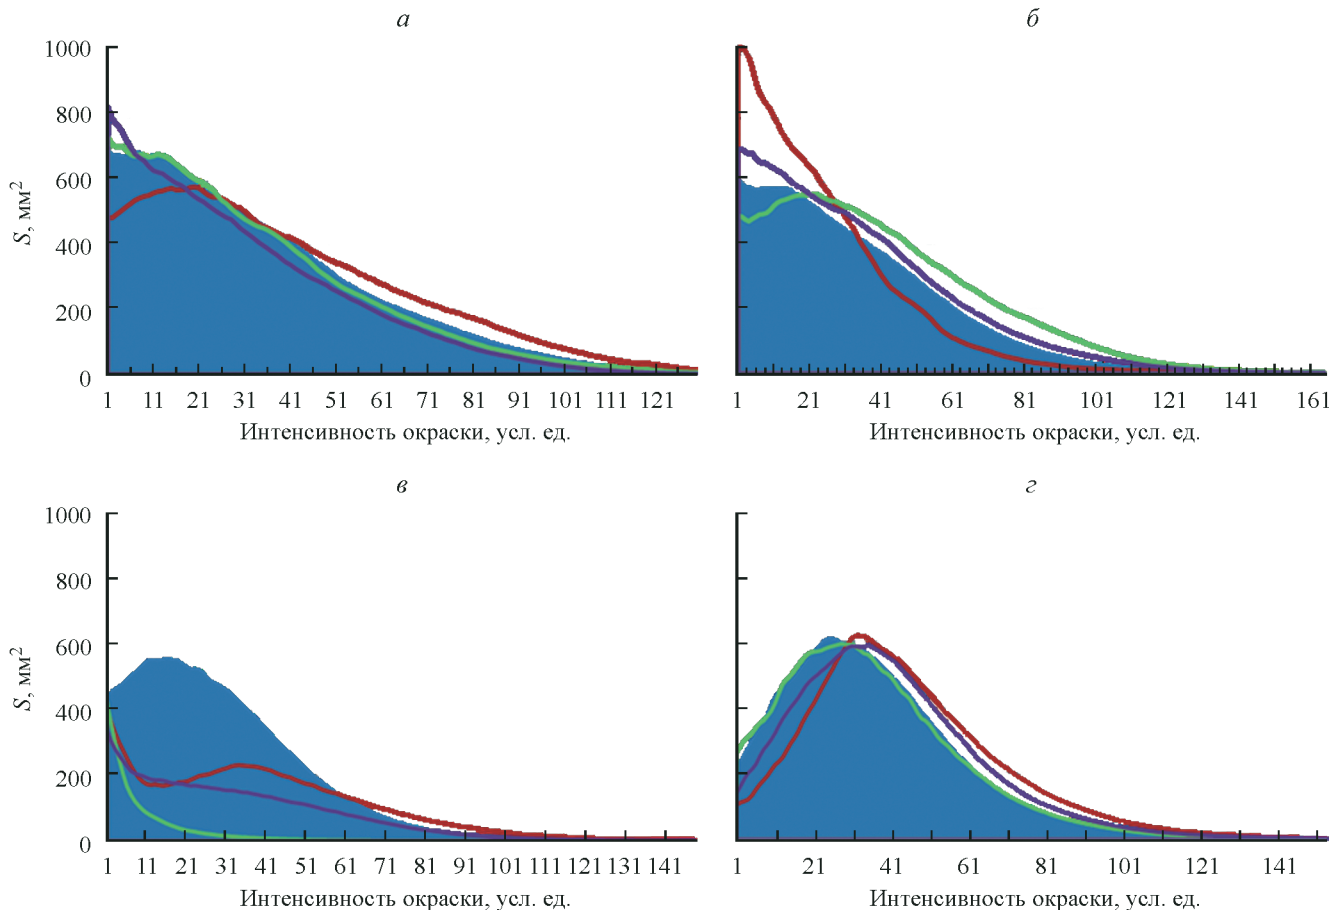 а
1000
800
600
400
200
0
S, мм²
1 11 21 31 41 51 61 71 81 91 101 111 121
Интенсивность окраски, усл. ед.
б
1 21 41 61 81 101 121 141 161
Интенсивность окраски, усл. ед.
в
1000
800
600
400
200
0
S, мм²
1 11 21 31 41 51 61 71 81 91 101 111 121 131 141
Интенсивность окраски, усл. ед.
г
1 21 41 61 81 101 121 141
Интенсивность окраски, усл. ед.